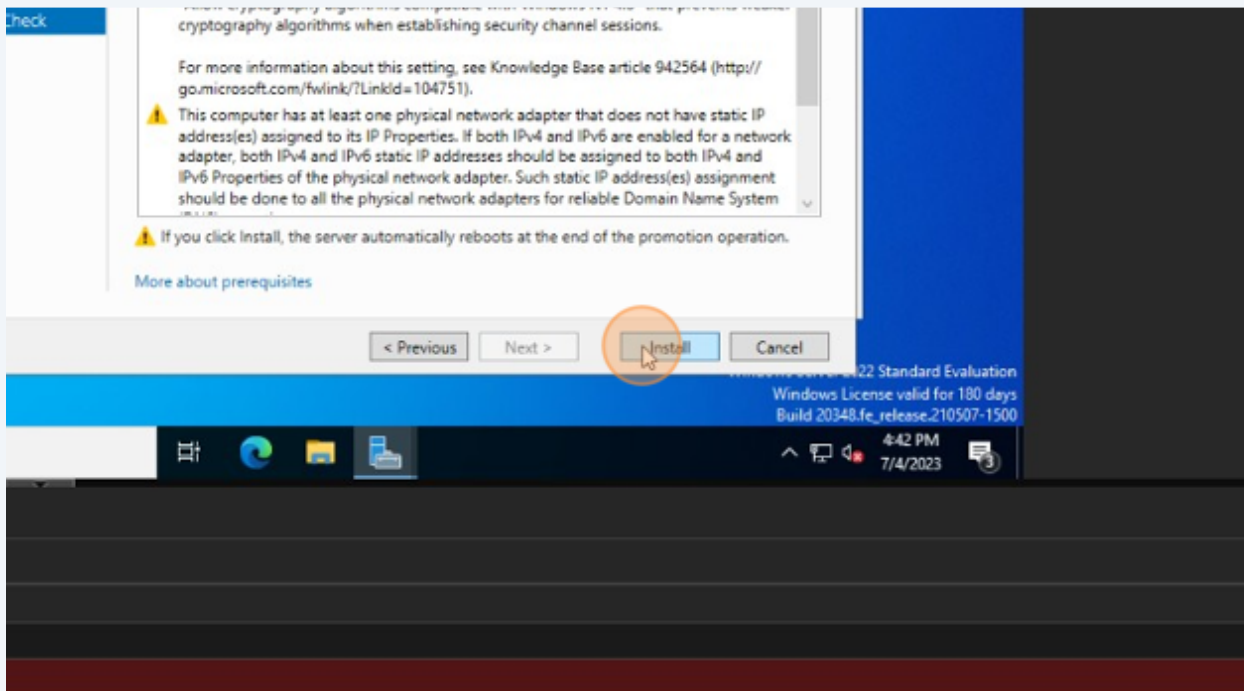 Check
cryptography algorithms when establishing security channel sessions.
For more information about this setting, see Knowledge Base article 942564 (http://
go.microsoft.com/fwlink/?LinkId=104751).
This computer has at least one physical network adapter that does not have static IP
address(es) assigned to its IP Properties. If both IPv4 and IPv6 are enabled for a network
adapter, both IPv4 and IPv6 static IP addresses should be assigned to both IPv4 and
IPv6 Properties of the physical network adapter. Such static IP address(es) assignment
should be done to all the physical network adapters for reliable Domain Name System
If you click Install, the server automatically reboots at the end of the promotion operation.
More about prerequisites
< Previous Next > Install Cancel
22 Standard Evaluation
Windows License valid for 180 days
Build 20348.fe_release.210507-1500
4:42 PM
7/4/2023
3